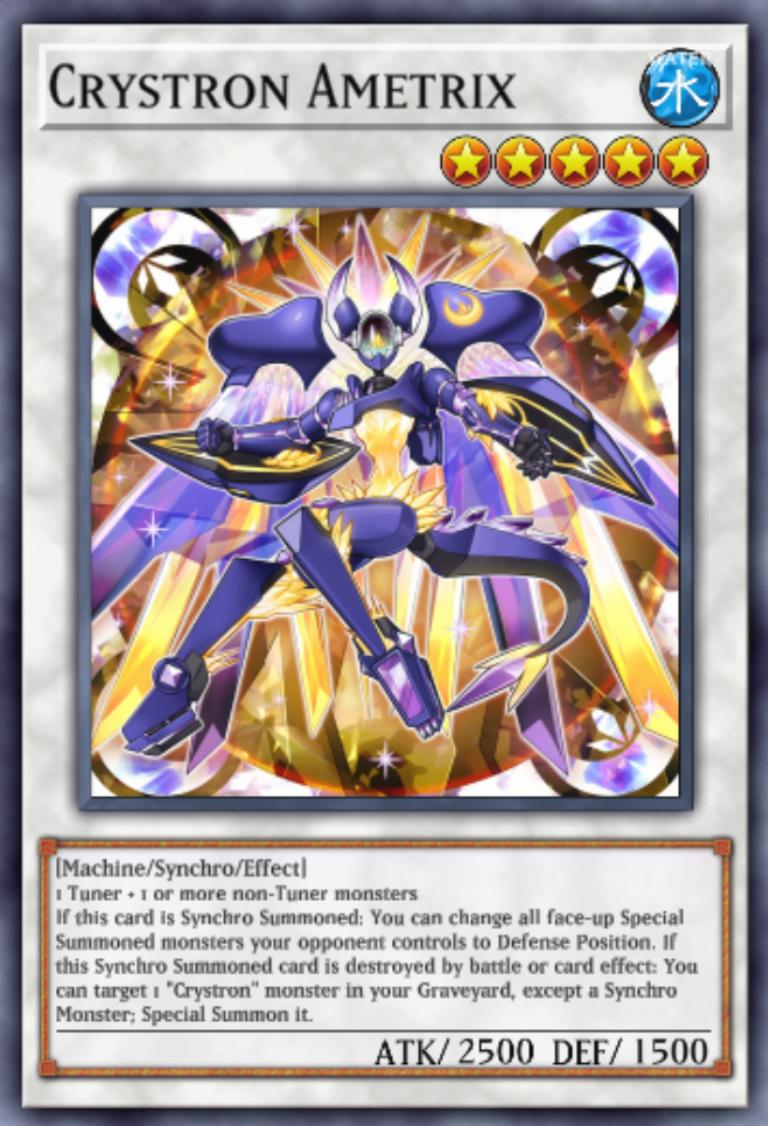 Crystron Ametrix
WATER
水
[Machine/Synchro/Effect]
1 Tuner + 1 or more non-Tuner monsters
If this card is Synchro Summoned: You can change all face-up Special
Summoned monsters your opponent controls to Defense Position. If
this Synchro Summoned card is destroyed by battle or card effect: You
can target 1 "Crystron" monster in your Graveyard, except a Synchro
Monster; Special Summon it.
ATK/ 2500 DEF/ 1500